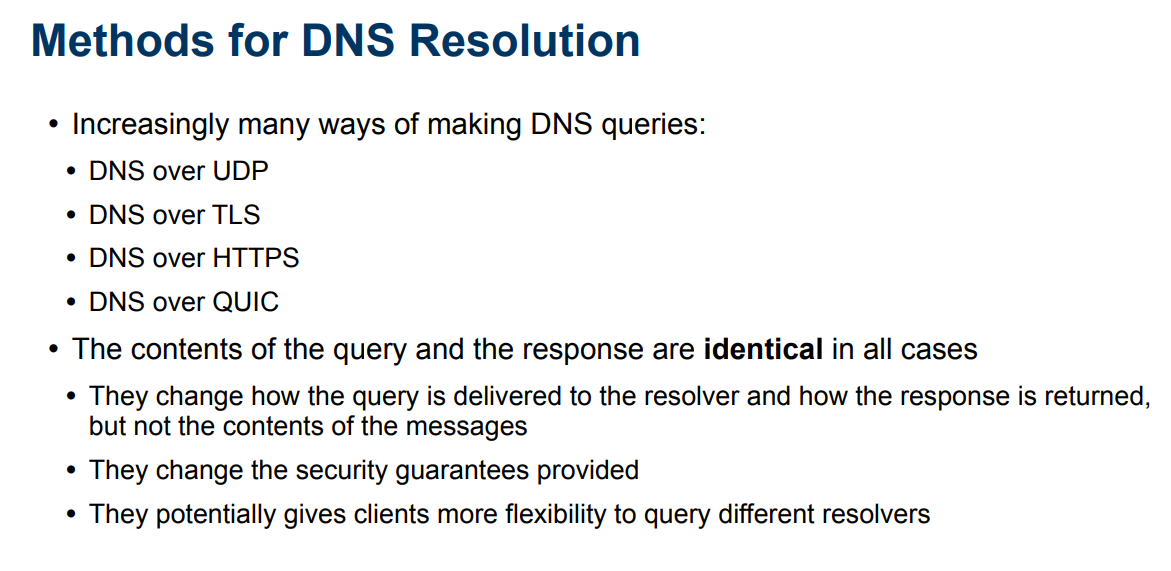 Methods for DNS Resolution
• Increasingly many ways of making DNS queries:
• DNS over UDP
• DNS over TLS
• DNS over HTTPS
• DNS over QUIC
• The contents of the query and the response are identical in all cases
• They change how the query is delivered to the resolver and how the response is returned,
but not the contents of the messages
• They change the security guarantees provided
• They potentially gives clients more flexibility to query different resolvers